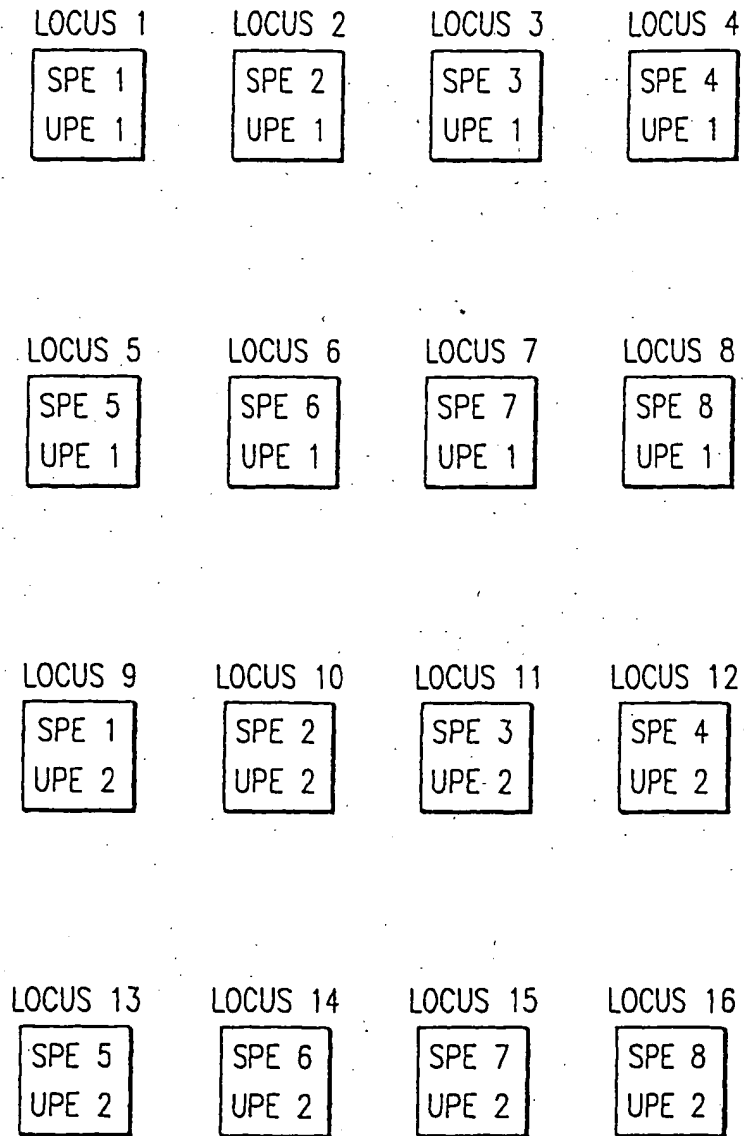 LOCUS 1 LOCUS 2 LOCUS 3 LOCUS 4
SPE 1 SPE 2 SPE 3 SPE 4
UPE 1 UPE 1 UPE 1 UPE 1
LOCUS 5 LOCUS 6 LOCUS 7 LOCUS 8
SPE 5 SPE 6 SPE 7 SPE 8
UPE 1 UPE 1 UPE 1 UPE 1
LOCUS 9 LOCUS 10 LOCUS 11 LOCUS 12
SPE 1 SPE 2 SPE 3 SPE 4
UPE 2 UPE 2 UPE 2 UPE 2
LOCUS 13 LOCUS 14 LOCUS 15 LOCUS 16
SPE 5 SPE 6 SPE 7 SPE 8
UPE 2 UPE 2 UPE 2 UPE 2